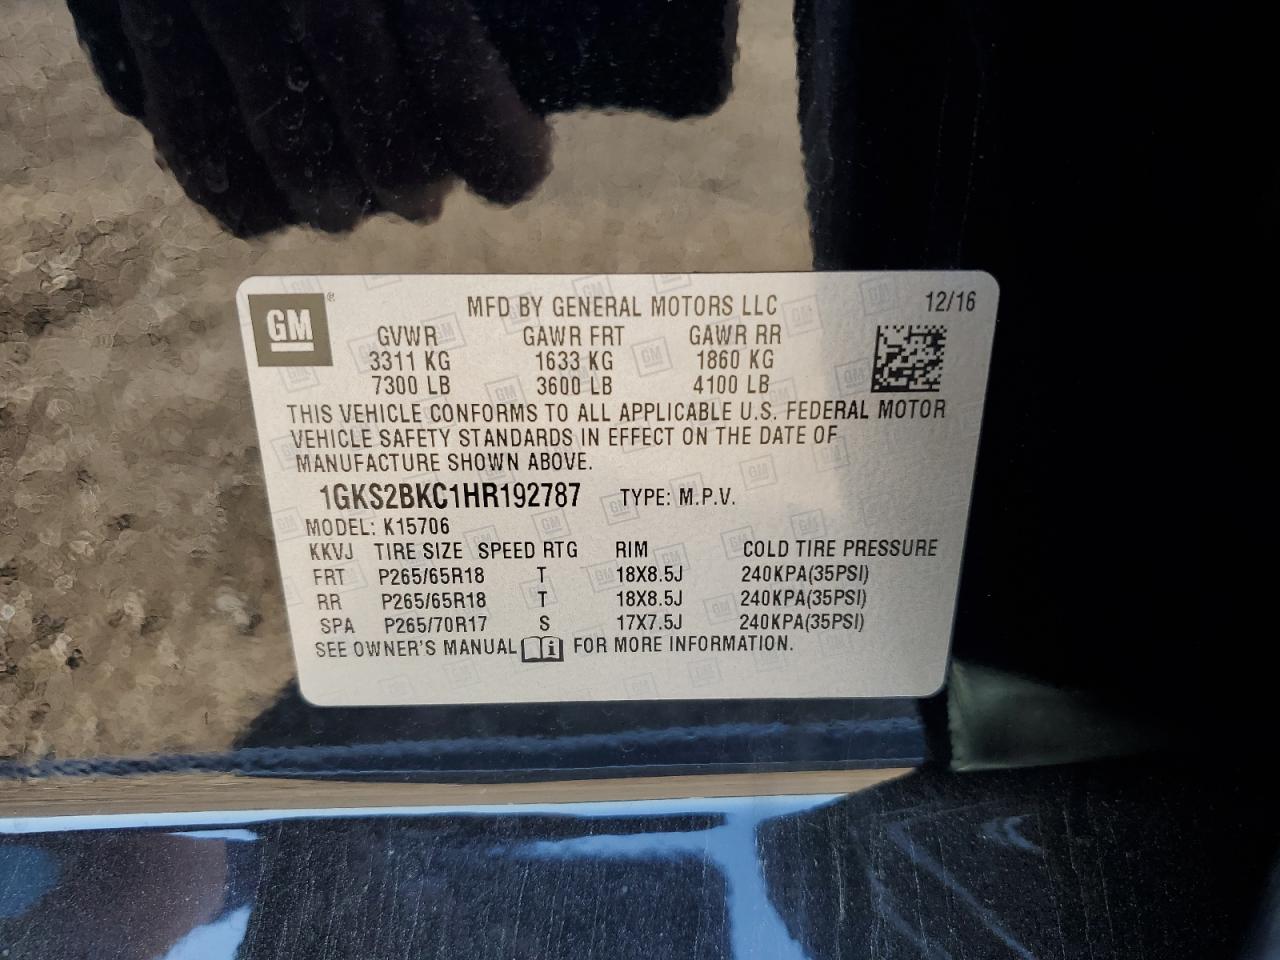 GM ® MFD BY GENERAL MOTORS LLC 12/16
GVWR GAWR FRT GAWR RR
3311 KG 1633 KG 1860 KG
7300 LB 3600 LB 4100 LB
THIS VEHICLE CONFORMS TO ALL APPLICABLE U.S. FEDERAL MOTOR
VEHICLE SAFETY STANDARDS IN EFFECT ON THE DATE OF
MANUFACTURE SHOWN ABOVE.
1GKS2BKC1HR192787 TYPE: M.P.V.
MODEL: K15706
KKVJ TIRE SIZE SPEED RTG RIM COLD TIRE PRESSURE
FRT P265/65R18 T 18X8.5J 240KPA(35PSI)
RR P265/65R18 T 18X8.5J 240KPA(35PSI)
SPA P265/70R17 S 17X7.5J 240KPA(35PSI)
SEE OWNER'S MANUAL i FOR MORE INFORMATION.